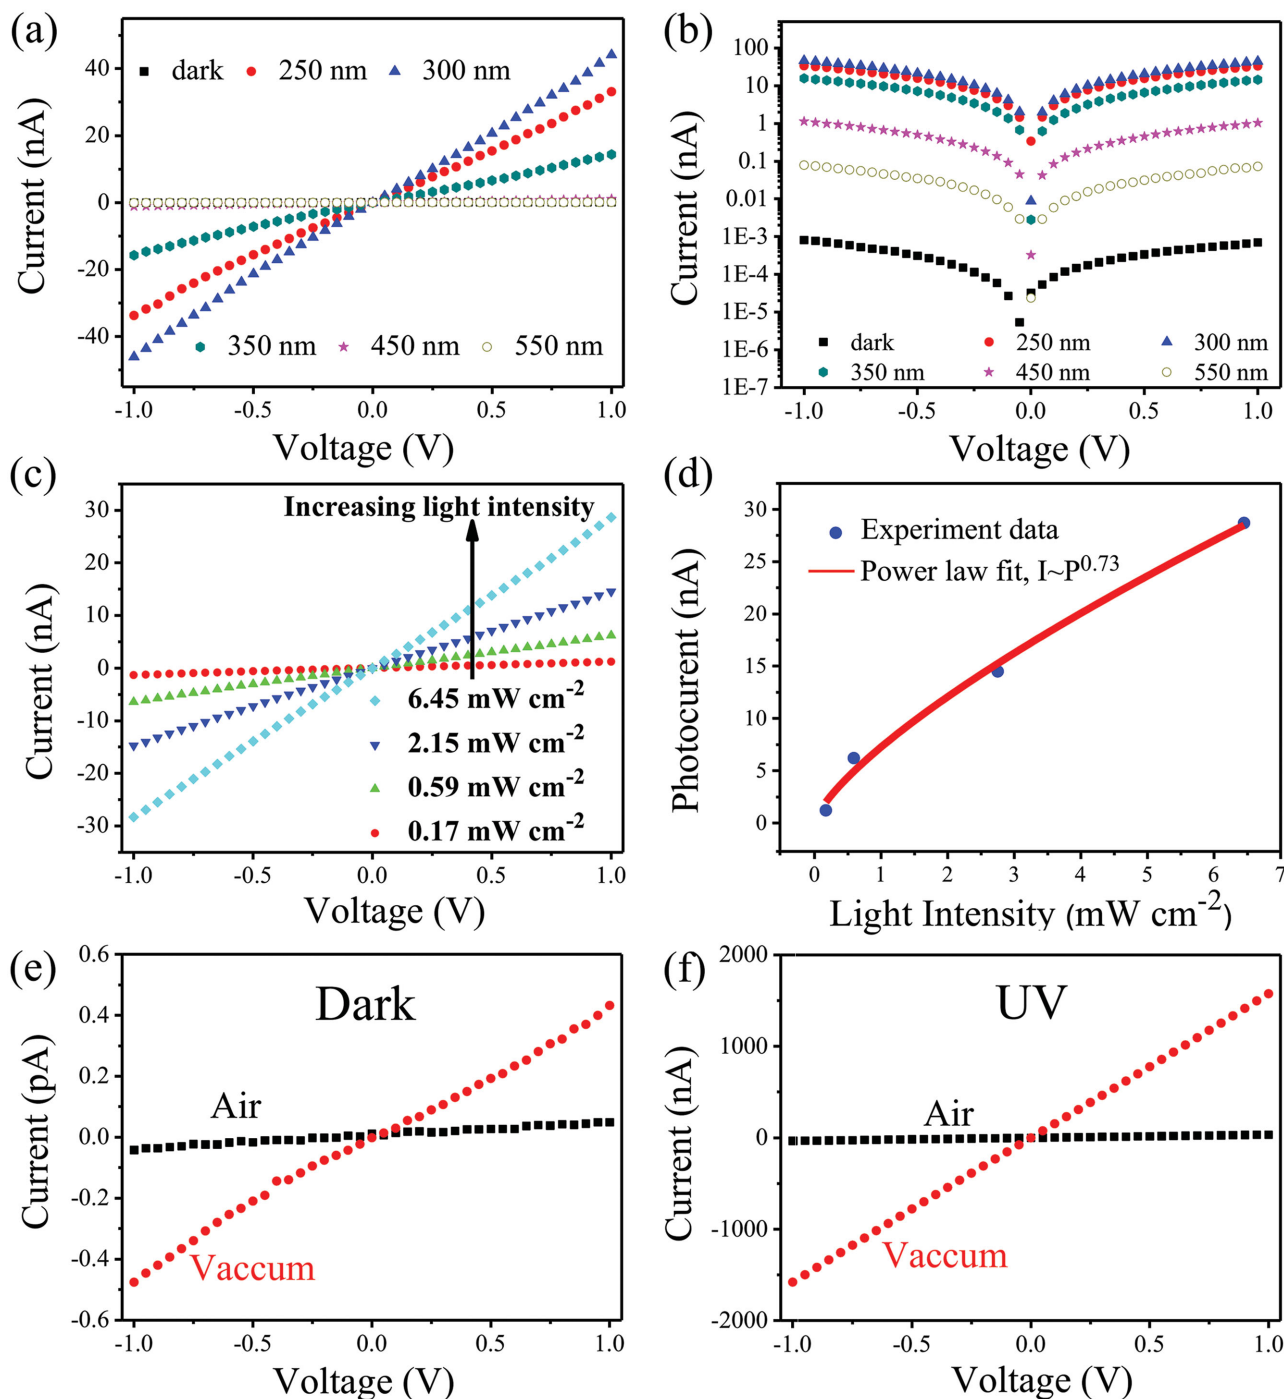 (a)
dark 250 nm 300 nm
350 nm 450 nm 550 nm
40
20
0
-20
-40
Current (nA)
-1.0 -0.5 0.0 0.5 1.0
Voltage (V)
(b)
100
10
1
0.1
0.01
1E-3
1E-4
1E-5
1E-6
1E-7
Current (nA)
dark 250 nm 300 nm
350 nm 450 nm 550 nm
-1.0 -0.5 0.0 0.5 1.0
Voltage (V)
(c)
Increasing light intensity
30
20
10
0
-10
-20
-30
Current (nA)
6.45 mW cm-2
2.15 mW cm-2
0.59 mW cm-2
0.17 mW cm-2
-1.0 -0.5 0.0 0.5 1.0
Voltage (V)
(d)
Experiment data
Power law fit, I~P0.73
30
25
20
15
10
5
0
Photocurent (nA)
0 1 2 3 4 5 6 7
Light Intensity (mW cm-2)
(e)
Dark
Air
Vaccum
0.6
0.4
0.2
0.0
-0.2
-0.4
-0.6
Current (pA)
-1.0 -0.5 0.0 0.5 1.0
Voltage (V)
(f)
UV
Air
Vaccum
2000
1000
0
-1000
-2000
Current (nA)
-1.0 -0.5 0.0 0.5 1.0
Voltage (V)